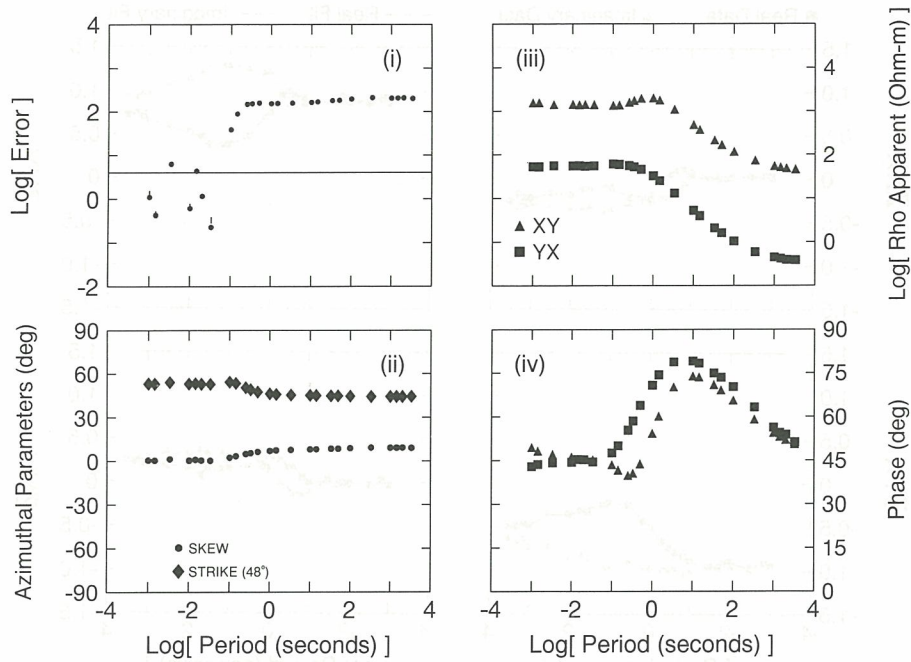 4
2
0
-2
Log[ Error ]
(i)
(iii)
XY
YX
4
2
0
Log[ Rho Apparent (Ohm-m) ]
90
60
30
0
-30
-60
-90
Azimuthal Parameters (deg)
(ii)
SKEW
STRIKE (48°)
-4 -2 0 2 4
Log[ Period (seconds) ]
(iv)
90
75
60
45
30
15
0
Phase (deg)
-4 -2 0 2 4
Log[ Period (seconds) ]